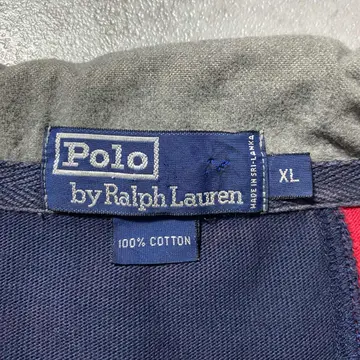 Polo
by Ralph Lauren
MADE IN SRI-LANKA
XL
100% COTTON